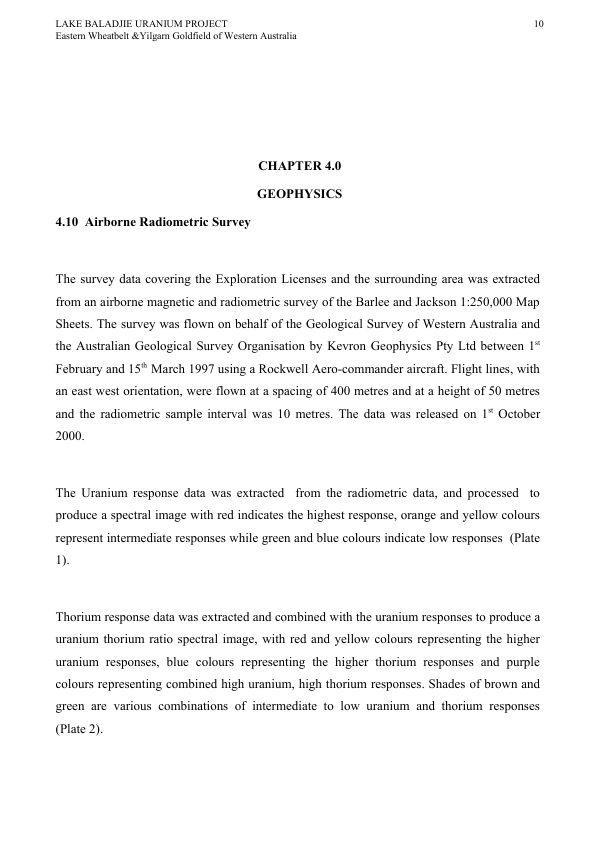 LAKE BALADJIE URANIUM PROJECT 10
Eastern Wheatbelt &Yilgarn Goldfield of Western Australia
CHAPTER 4.0
GEOPHYSICS
4.10 Airborne Radiometric Survey
The survey data covering the Exploration Licenses and the surrounding area was extracted
from an airborne magnetic and radiometric survey of the Barlee and Jackson 1:250,000 Map
Sheets. The survey was flown on behalf of the Geological Survey of Western Australia and
the Australian Geological Survey Organisation by Kevron Geophysics Pty Ltd between 1st
February and 15th March 1997 using a Rockwell Aero-commander aircraft. Flight lines, with
an east west orientation, were flown at a spacing of 400 metres and at a height of 50 metres
and the radiometric sample interval was 10 metres. The data was released on 1st October
2000.
The Uranium response data was extracted from the radiometric data, and processed to
produce a spectral image with red indicates the highest response, orange and yellow colours
represent intermediate responses while green and blue colours indicate low responses (Plate
1).
Thorium response data was extracted and combined with the uranium responses to produce a
uranium thorium ratio spectral image, with red and yellow colours representing the higher
uranium responses, blue colours representing the higher thorium responses and purple
colours representing combined high uranium, high thorium responses. Shades of brown and
green are various combinations of intermediate to low uranium and thorium responses
(Plate 2).